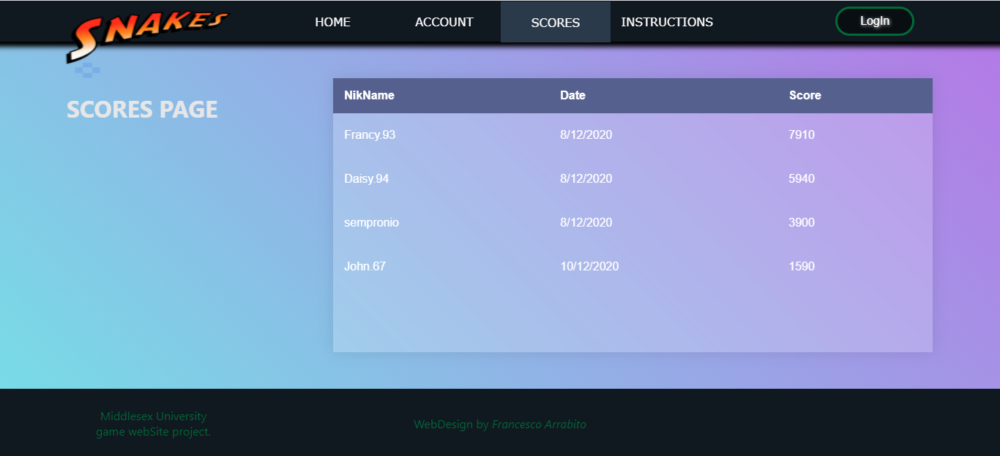 SNAKES
HOME ACCOUNT SCORES INSTRUCTIONS LogIn
SCORES PAGE
NikName Date Score
Francy.93 8/12/2020 7910
Daisy.94 8/12/2020 5940
sempronio 8/12/2020 3900
John.67 10/12/2020 1590
Middlesex University
game webSite project.
WebDesign by Francesco Arrabito